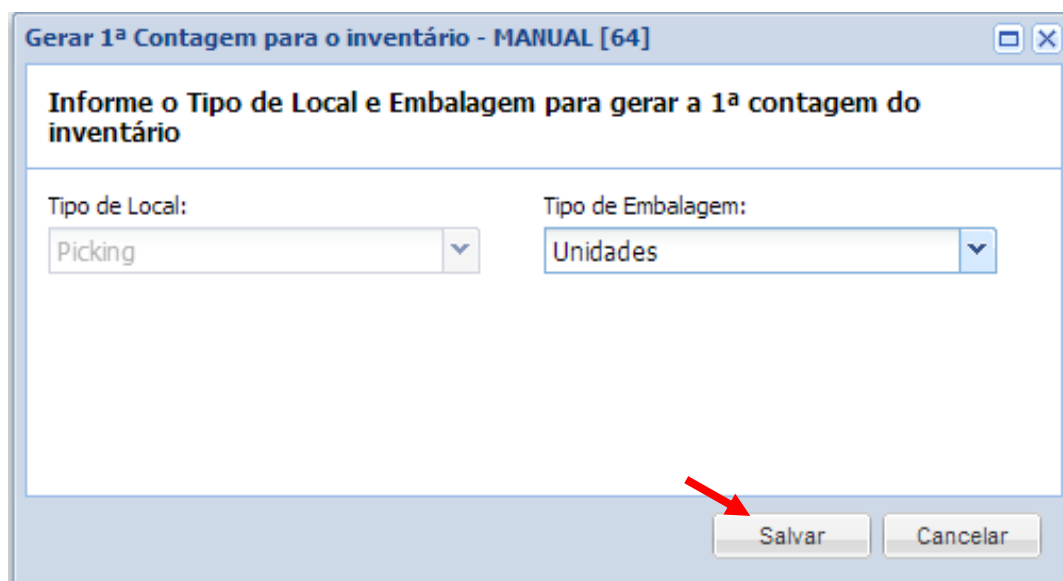 Gerar 1ª Contagem para o inventário - MANUAL [64]
Informe o Tipo de Local e Embalagem para gerar a 1ª contagem do
inventário
Tipo de Local: Tipo de Embalagem:
Picking Unidades
Salvar Cancelar